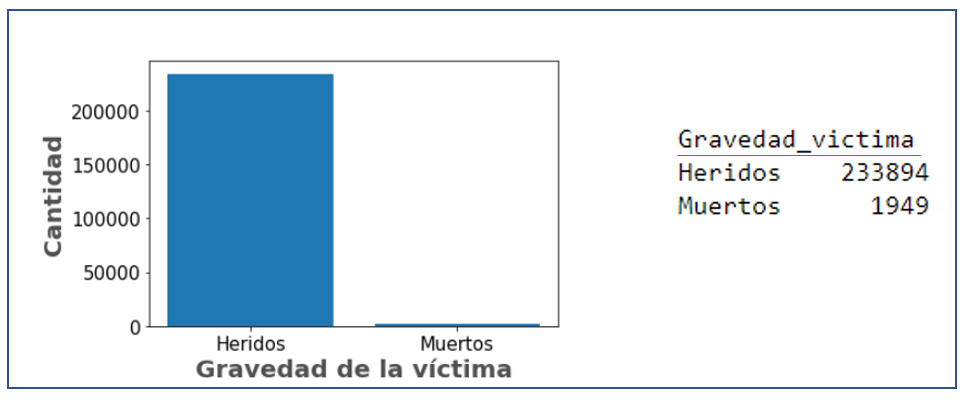 Cantidad
200000
150000
100000
50000
0
Heridos Muertos
Gravedad de la víctima
Gravedad_victima
Heridos 233894
Muertos 1949